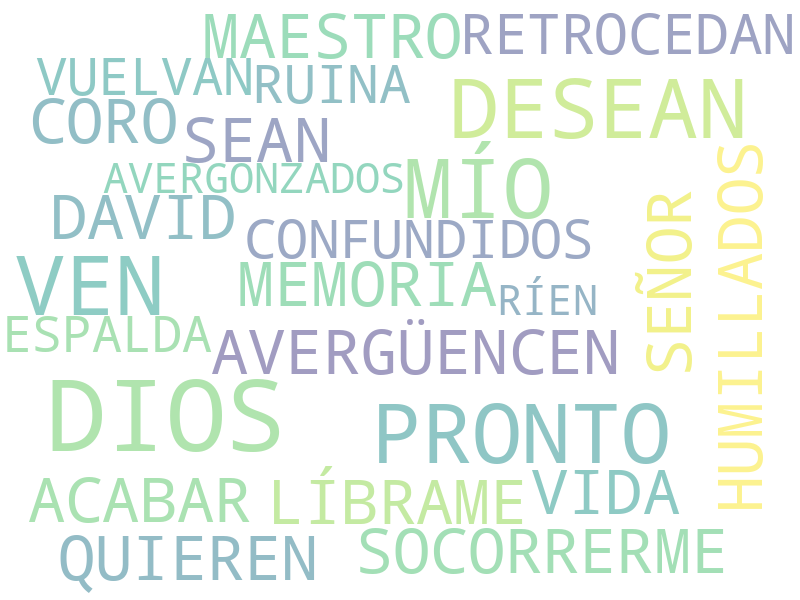 MAESTRO RETROCEDAN
VUELVAN RUINA
CORO SEAN DESEAN
AVERGONZADOS MÍO
DAVID CONFUNDIDOS SEÑOR HUMILLADOS
VEN MEMORIA RÍEN
ESPALDA AVERGÜENCEN
DIOS PRONTO
ACABAR LÍBRAME VIDA
QUIEREN SOCORRERME